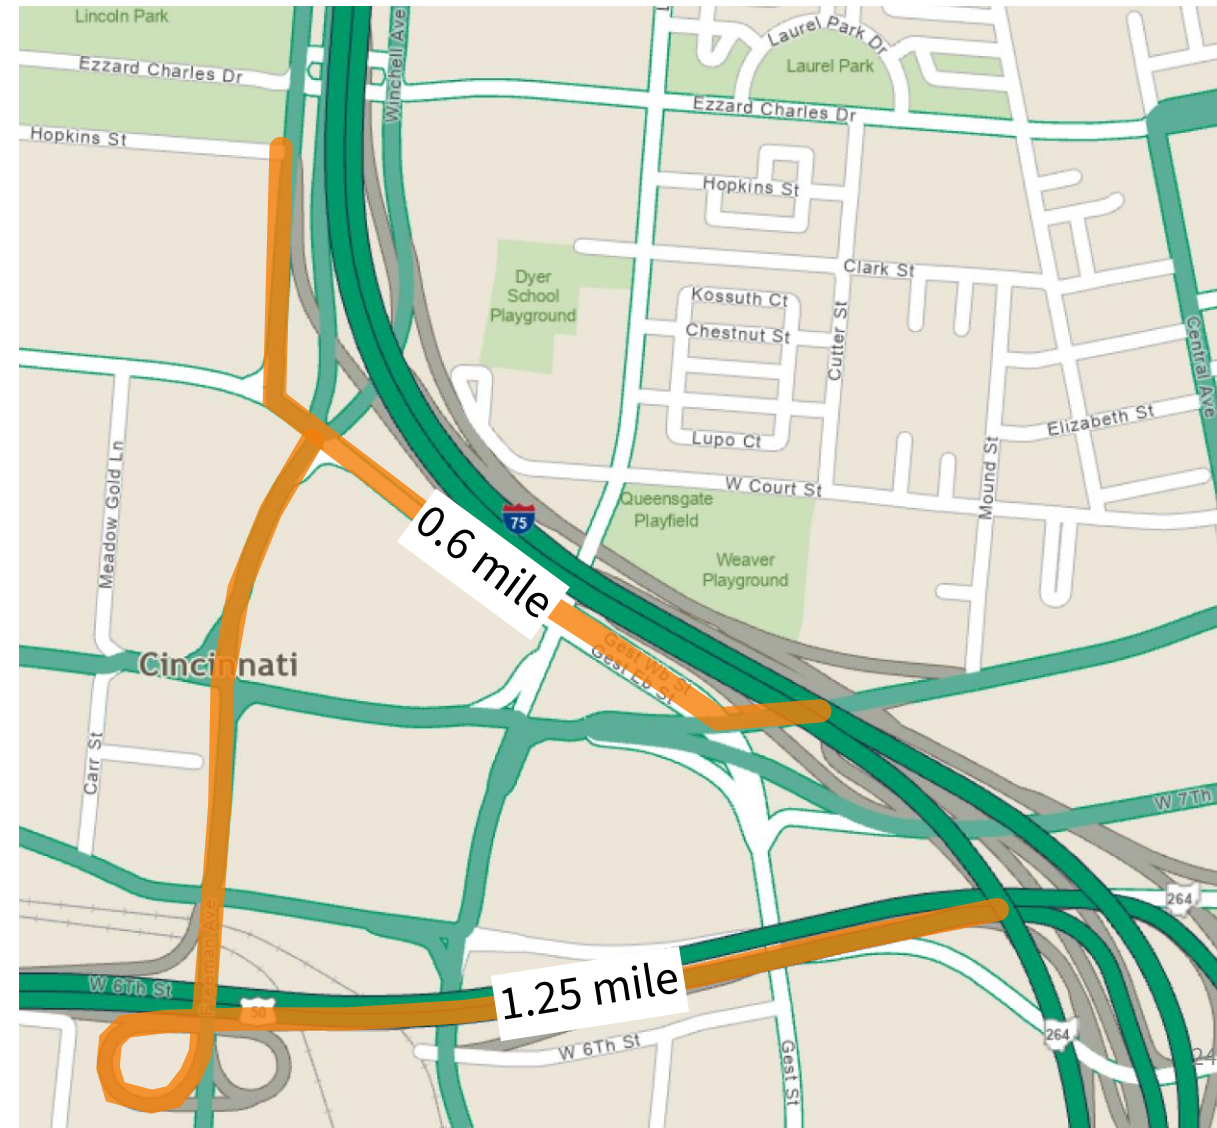 Lincoln Park
Winchell Ave
Laurel Park Dr
Ezzard Charles Dr
Laurel Park
Ezzard Charles Dr
Hopkins St
Hopkins St
Clark St
Dyer
School
Playground
Kossuth Ct
Chestnut St
Cutter St
Central Ave
Elizabeth St
Lupo Ct
Meadow Gold Ln
Mound St
W Court St
Queensgate
Playfield
75
0.6 mile
Weaver
Playground
Gest Wb St
Gest Eb St
Cincinnati
Carr St
W 7Th
264
Freeman Ave
W 6Th St
50
1.25 mile
264
W 6Th St
Gest St
24